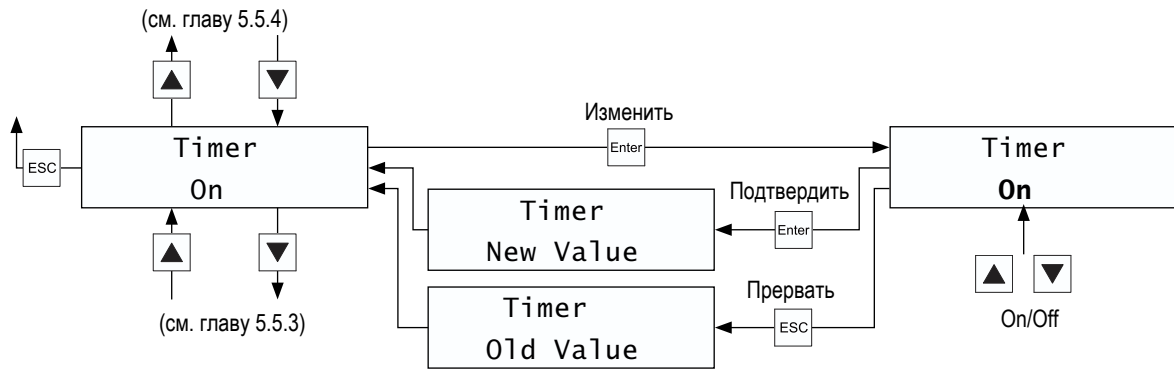 (см. главу 5.5.4)
Изменить
ESC
Timer
On
Enter
Timer
On
Подтвердить
Timer
New Value
Enter
Прервать
Timer
Old Value
ESC
(см. главу 5.5.3)
On/Off